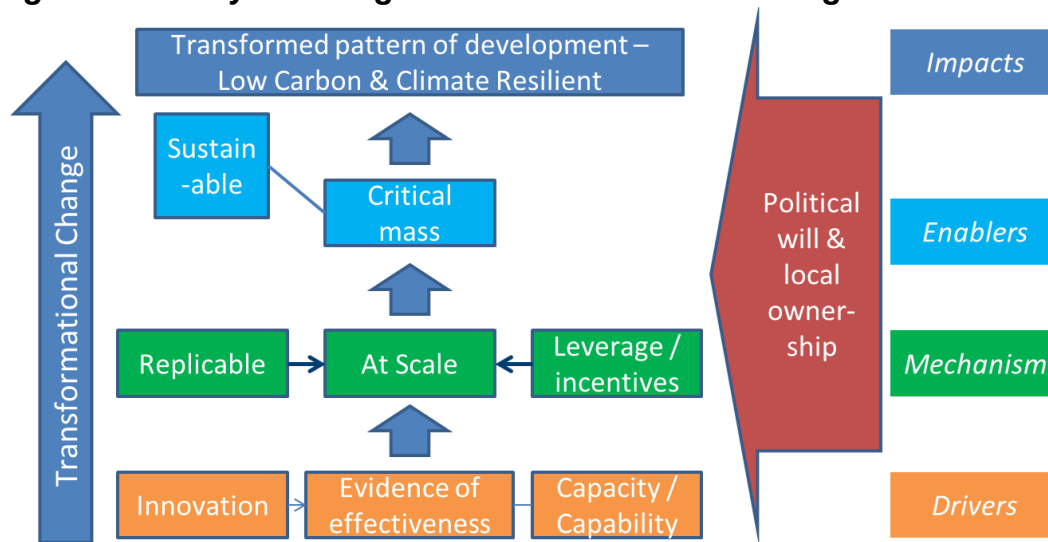 Transformed pattern of development –
Low Carbon & Climate Resilient
Impacts
Sustain
-able
Critical
mass
Enablers
Political
will &
local
owner-
ship
Replicable
At Scale
Leverage /
incentives
Mechanism
Innovation
Evidence of
effectiveness
Capacity /
Capability
Drivers
Transformational Change